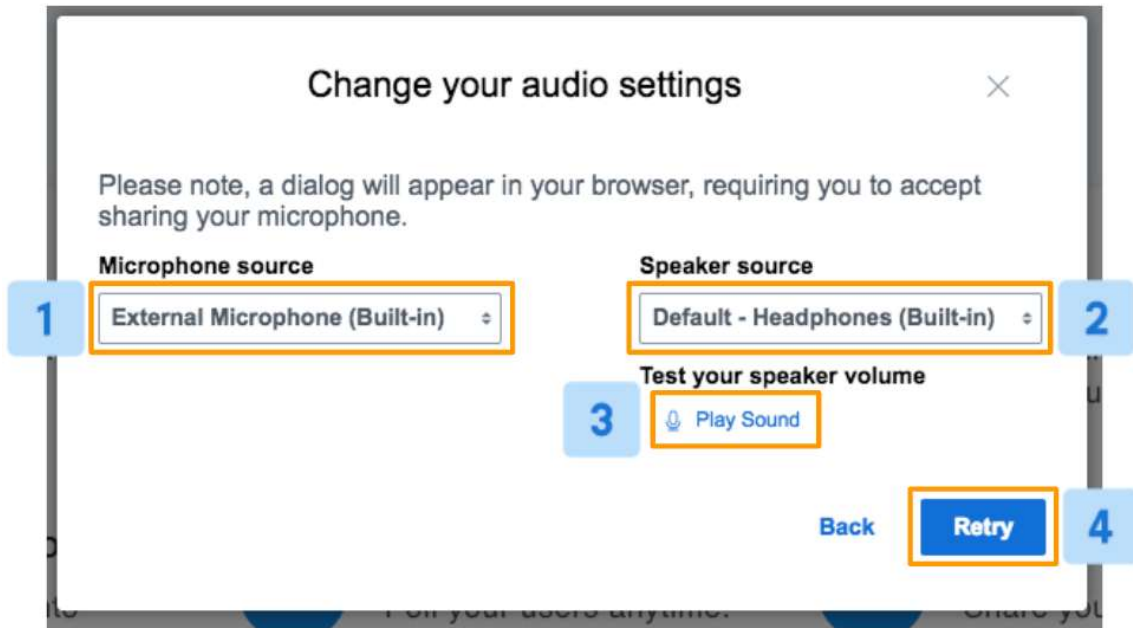 Change your audio settings
Please note, a dialog will appear in your browser, requiring you to accept
sharing your microphone.
Microphone source
Speaker source
1
External Microphone (Built-in)
Default - Headphones (Built-in)
2
Test your speaker volume
3
Play Sound
Back
Retry
4
Poll your users anytime.
Share you